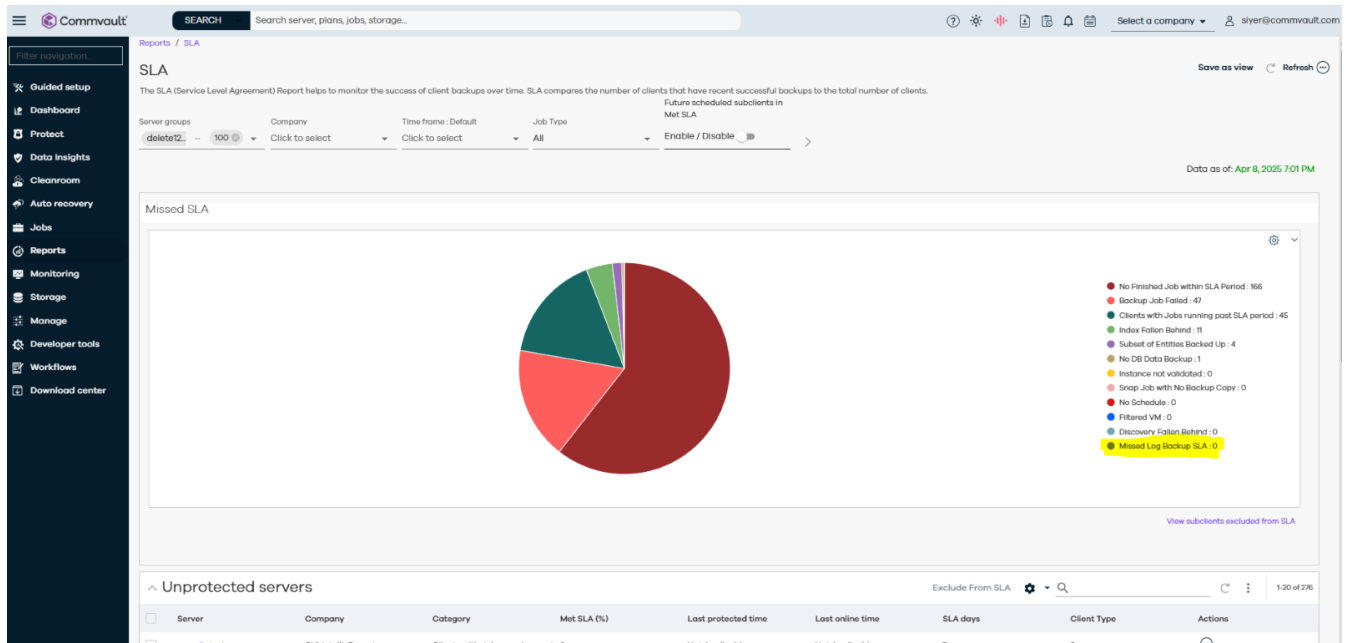 Commvault
SEARCH
Search server, plans, jobs, storage...
Select a company
siver@commvault.com
Filter navigation...
Guided setup
Dashboard
Protect
Data Insights
Cleanroom
Auto recovery
Jobs
Reports
Monitoring
Storage
Manage
Developer tools
Workflows
Download center
Reports / SLA
SLA
Save as view
Refresh
The SLA (Service Level Agreement) Report helps to monitor the success of client backups over time. SLA compares the number of clients that have recent successful backups to the total number of clients.
Server groups
delete12.. 100
Company
Click to select
Time frame : Default
Click to select
Job Type
All
Future scheduled subclients in
Met SLA
Enable / Disable
Data as of: Apr 8, 2025 7:01 PM
Missed SLA
No Finished Job within SLA Period : 166
Backup Job Failed : 47
Clients with Jobs running past SLA period : 45
Index Fallen Behind : 11
Subset of Entities Backed Up : 4
No DB Data Backup : 1
Instance not validated : 0
Snap Job with No Backup Copy : 0
No Schedule : 0
Filtered VM : 0
Discovery Fallen Behind : 0
Missed Log Backup SLA : 0
View subclients excluded from SLA
Unprotected servers
Exclude From SLA
1-20 of 276
Server Company Category Met SLA (%) Last protected time Last online time SLA days Client Type Actions